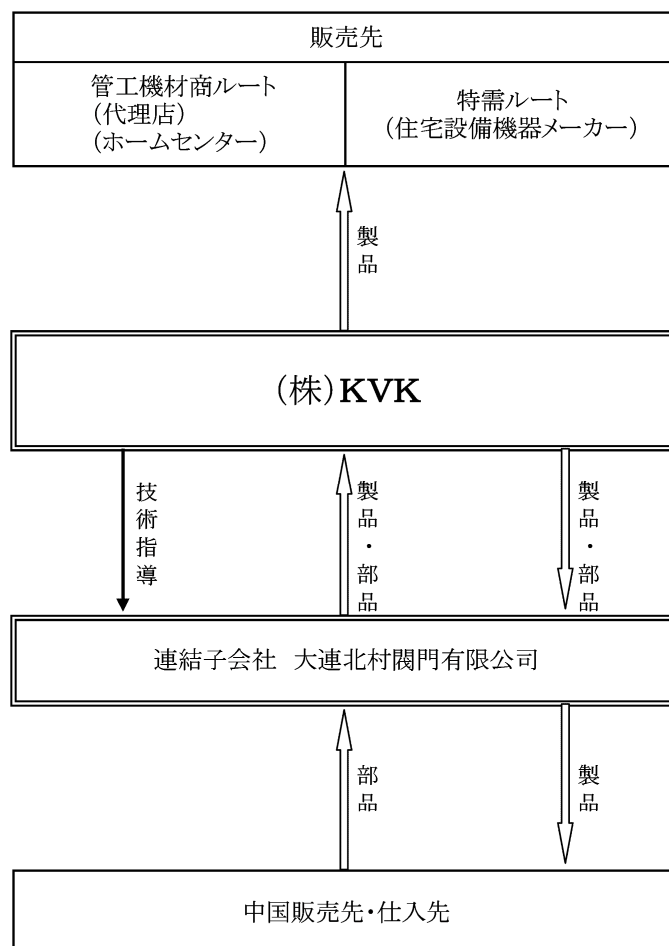 販売先
管工機材商ルート
（代理店）
（ホームセンター）
特需ルート
（住宅設備機器メーカー）
製品
（株）KVK
技術指導
製品・部品
製品・部品
連結子会社　大連北村閥門有限公司
部品
製品
中国販売先・仕入先